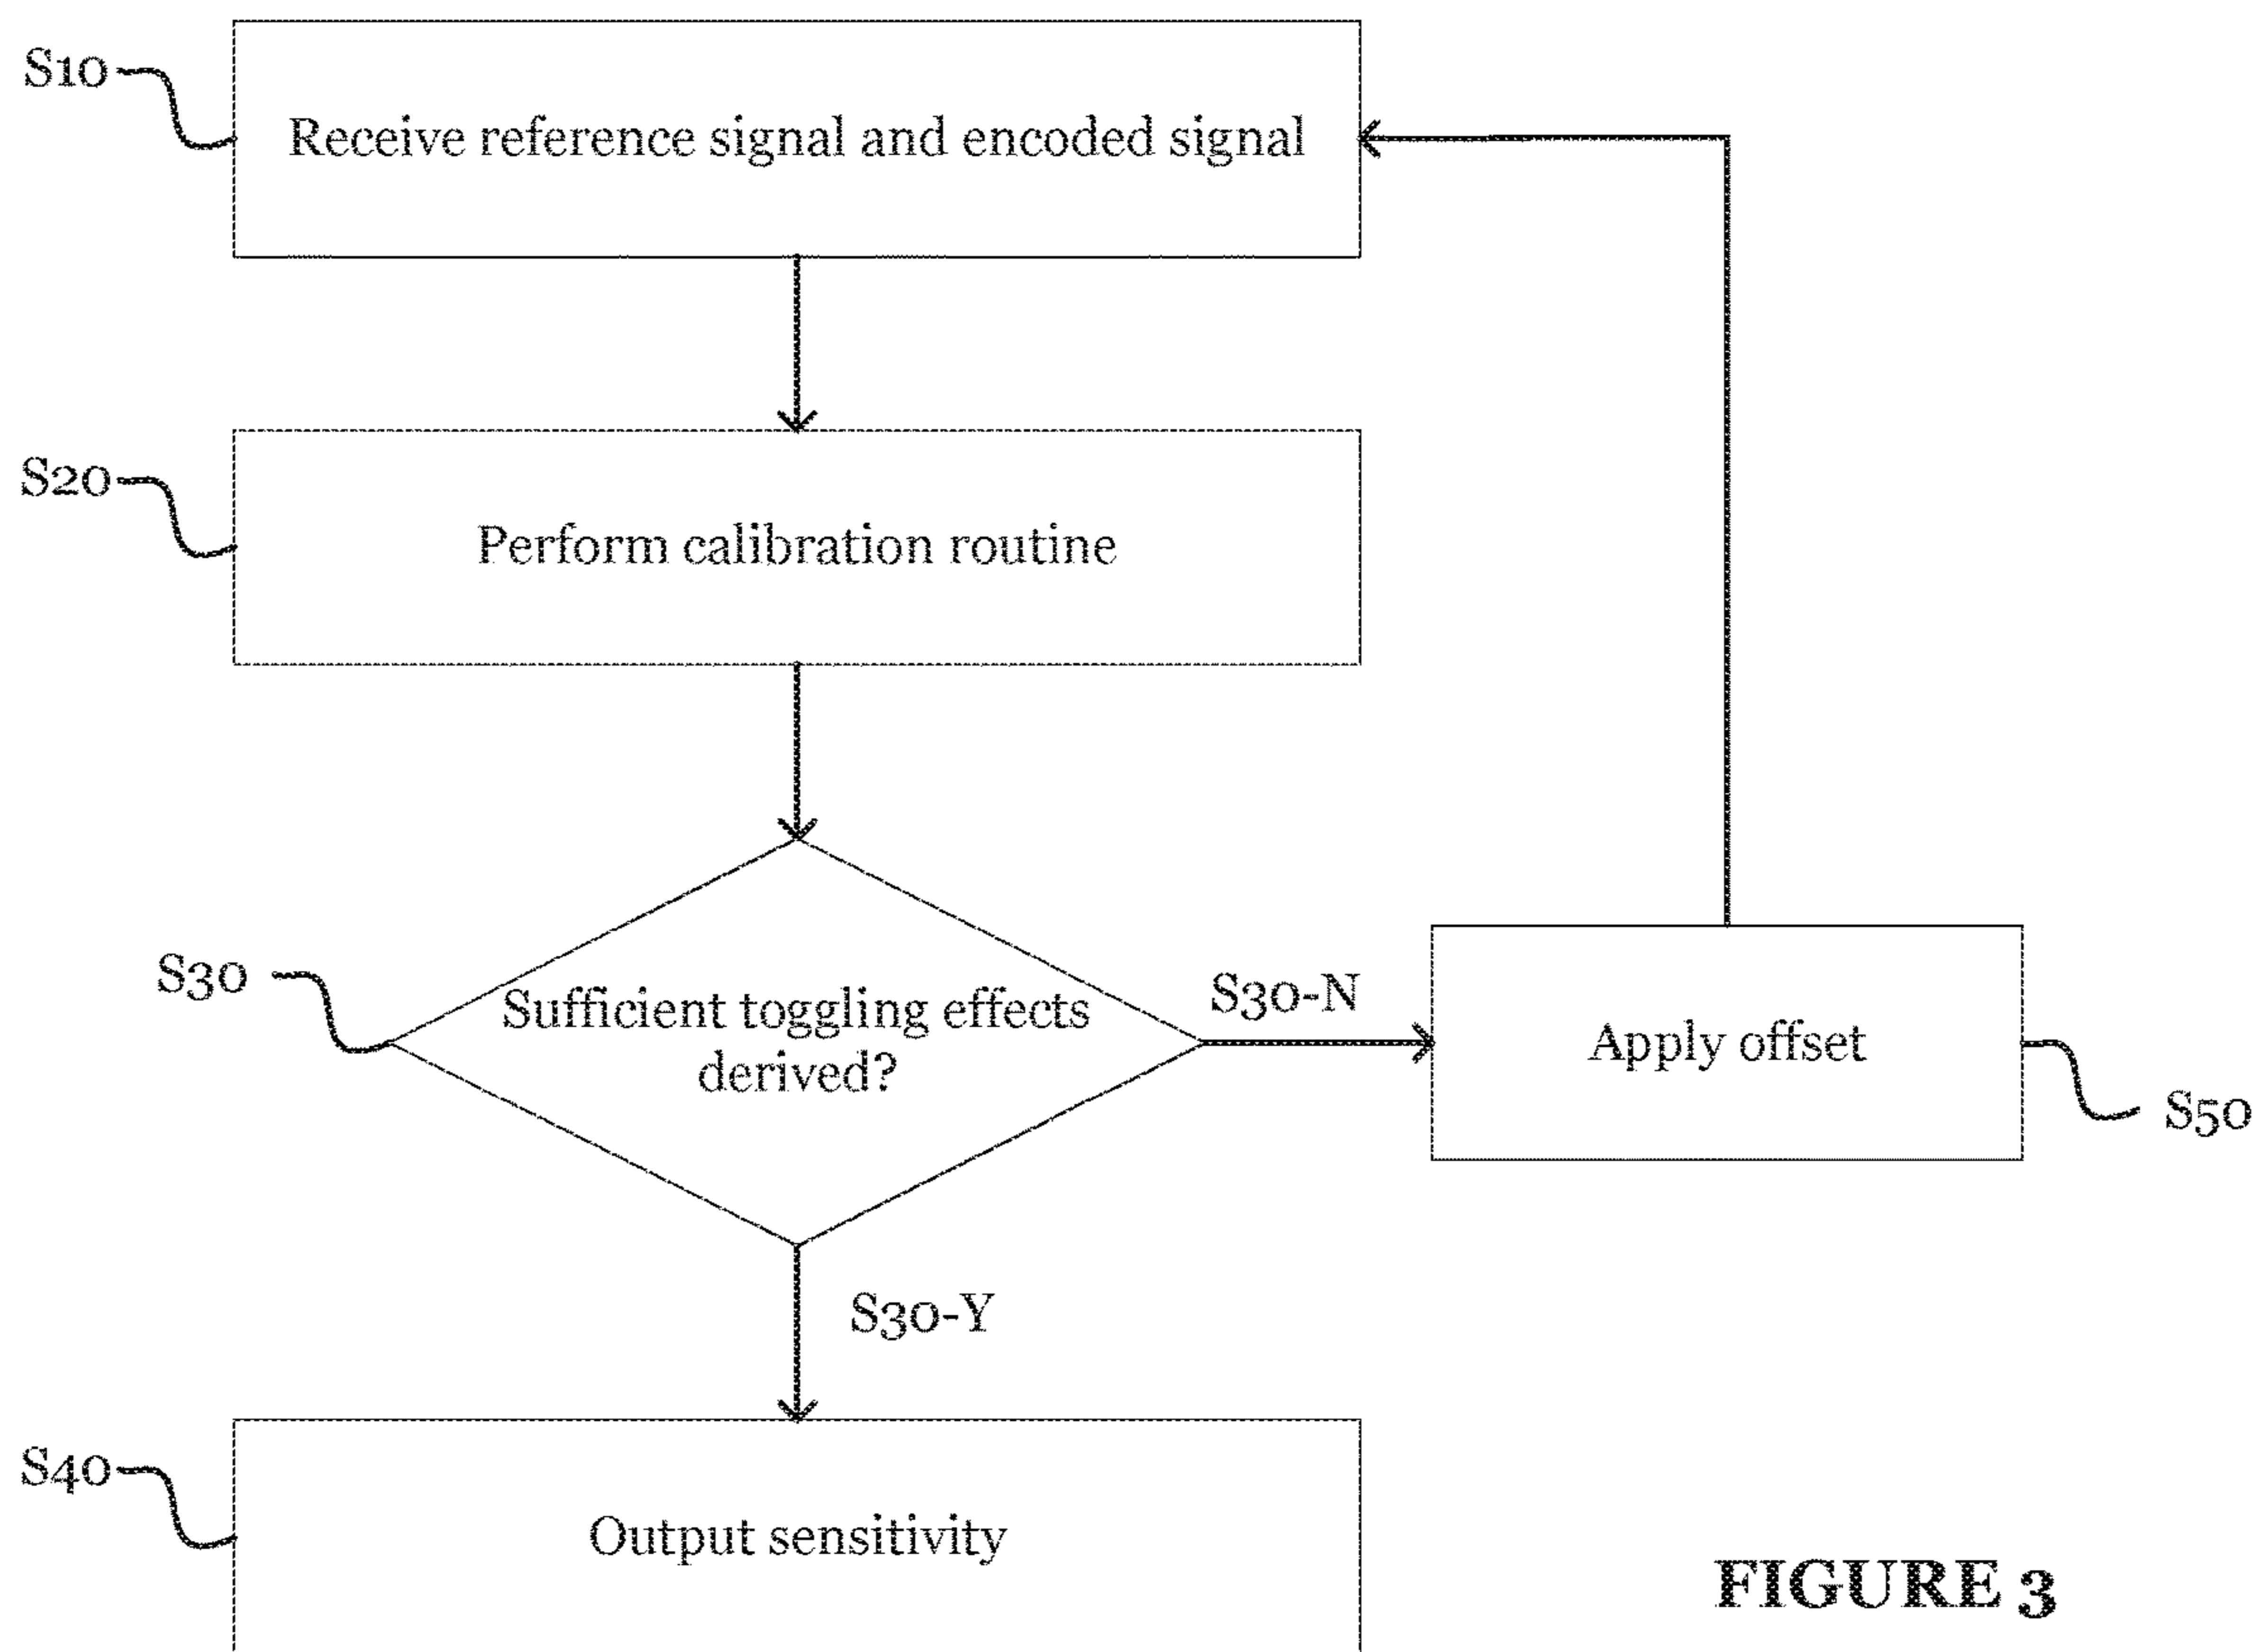 S10
Receive reference signal and encoded signal
S20
Perform calibration routine
S30
Sufficient toggling effects
derived?
S30-N
Apply offset
S50
S30-Y
S40
Output sensitivity
FIGURE 3